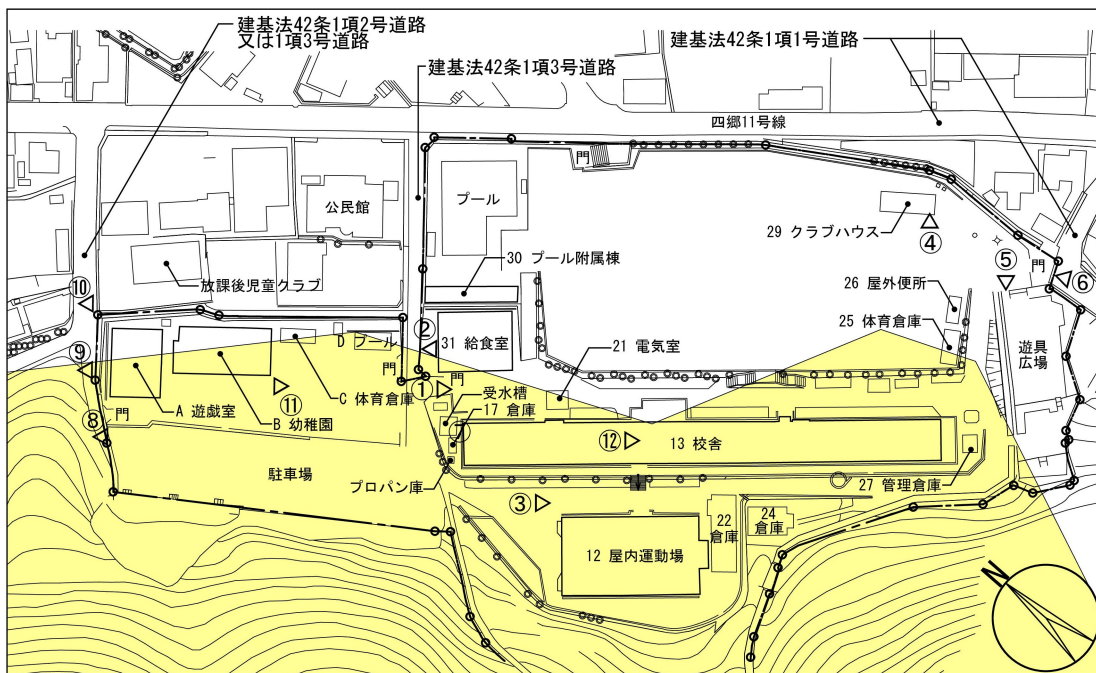 建基法42条1項2号道路
又は1項3号道路
建基法42条1項3号道路
建基法42条1項1号道路
四郷11号線
門
プール
公民館
29 クラブハウス
④
⑤
門
⑥
30 プール附属棟
放課後児童クラブ
26 屋外便所
⑩
25 体育倉庫
②
31 給食室
遊具
広場
D プール
21 電気室
⑨
門
①
門
受水槽
C 体育倉庫
17 倉庫
⑪
A 遊戯室
門
B 幼稚園
⑧
⑫
13 校舎
駐車場
プロパン庫
27 管理倉庫
③
22
倉庫
24
倉庫
12 屋内運動場
N